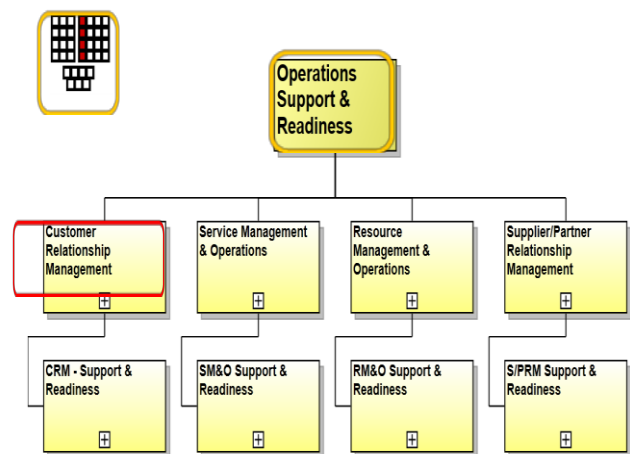 Operations
Support &
Readiness
Customer
Relationship
Management
Service Management
& Operations
Resource
Management &
Operations
Supplier/Partner
Relationship
Management
CRM - Support &
Readiness
SM&O Support &
Readiness
RM&O Support &
Readiness
S/PRM Support &
Readiness